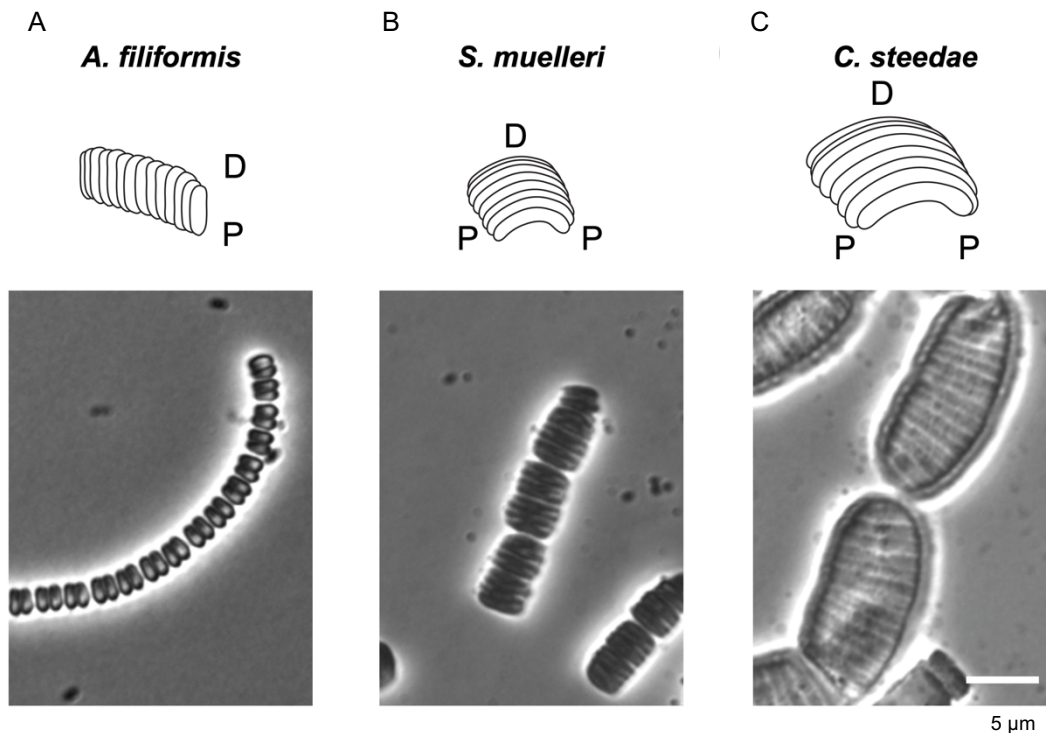 A
B
C
A. filiformis
S. muelleri
C. steedae
D
P
D
P
P
D
P
P
5 µm